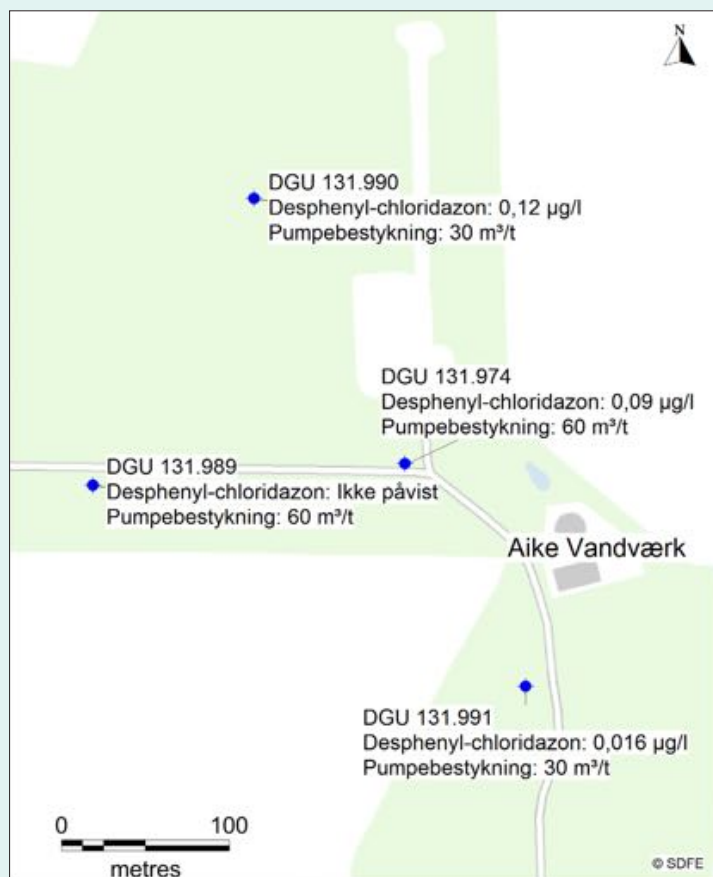 N
DGU 131.990
Desphenyl-chloridazon: 0,12 µg/l
Pumpebestykning: 30 m³/t
DGU 131.974
Desphenyl-chloridazon: 0,09 µg/l
Pumpebestykning: 60 m³/t
DGU 131.989
Desphenyl-chloridazon: Ikke påvist
Pumpebestykning: 60 m³/t
Aike Vandværk
DGU 131.991
Desphenyl-chloridazon: 0,016 µg/l
Pumpebestykning: 30 m³/t
0 100
metres
© SDFE